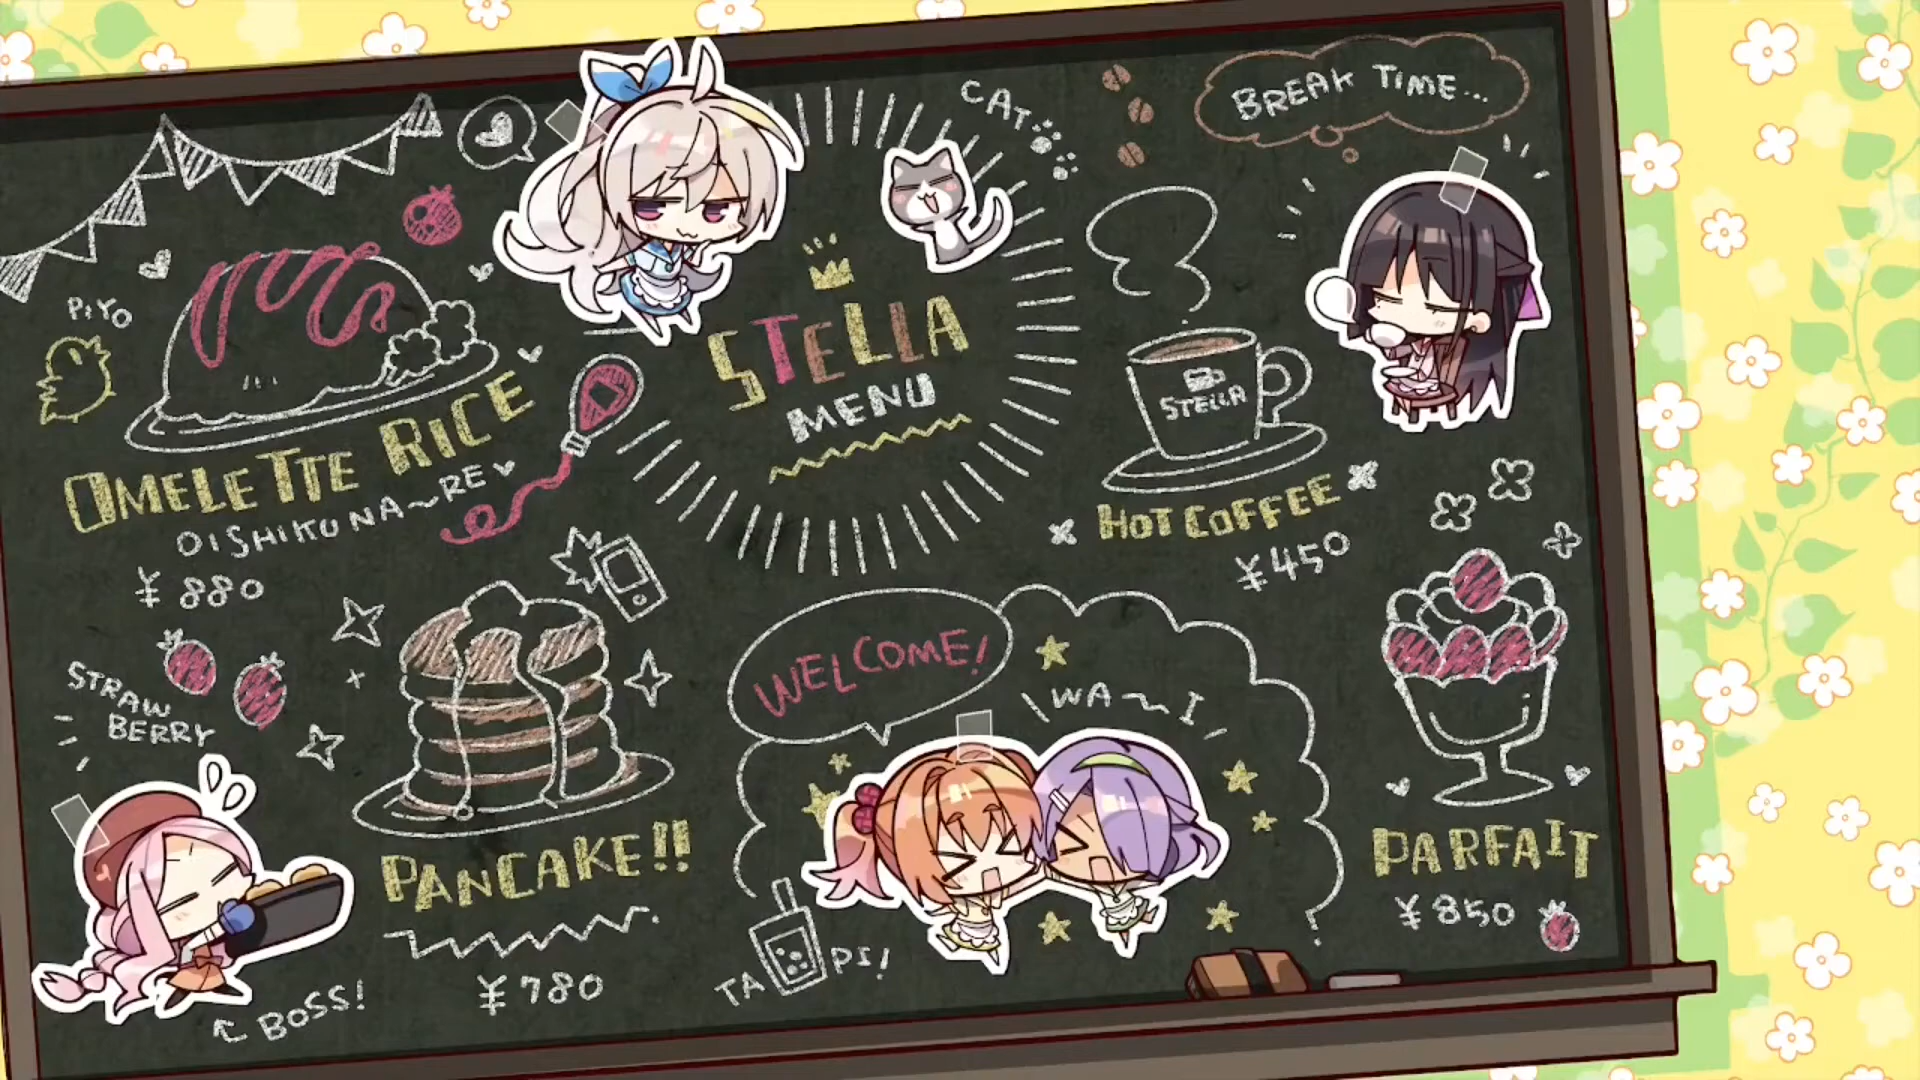 CAT
BREAK TIME...
PIYO
STELLA
MENU
OMELETTE RICE
OISHIKUNA~RE♥
¥880
STELLA
HOT COFFEE
¥450
STRAW
BERRY
PANCAKE!!
¥780
BOSS!
WELCOME!
\WA~I
TA PI!
PARFAIT
¥850